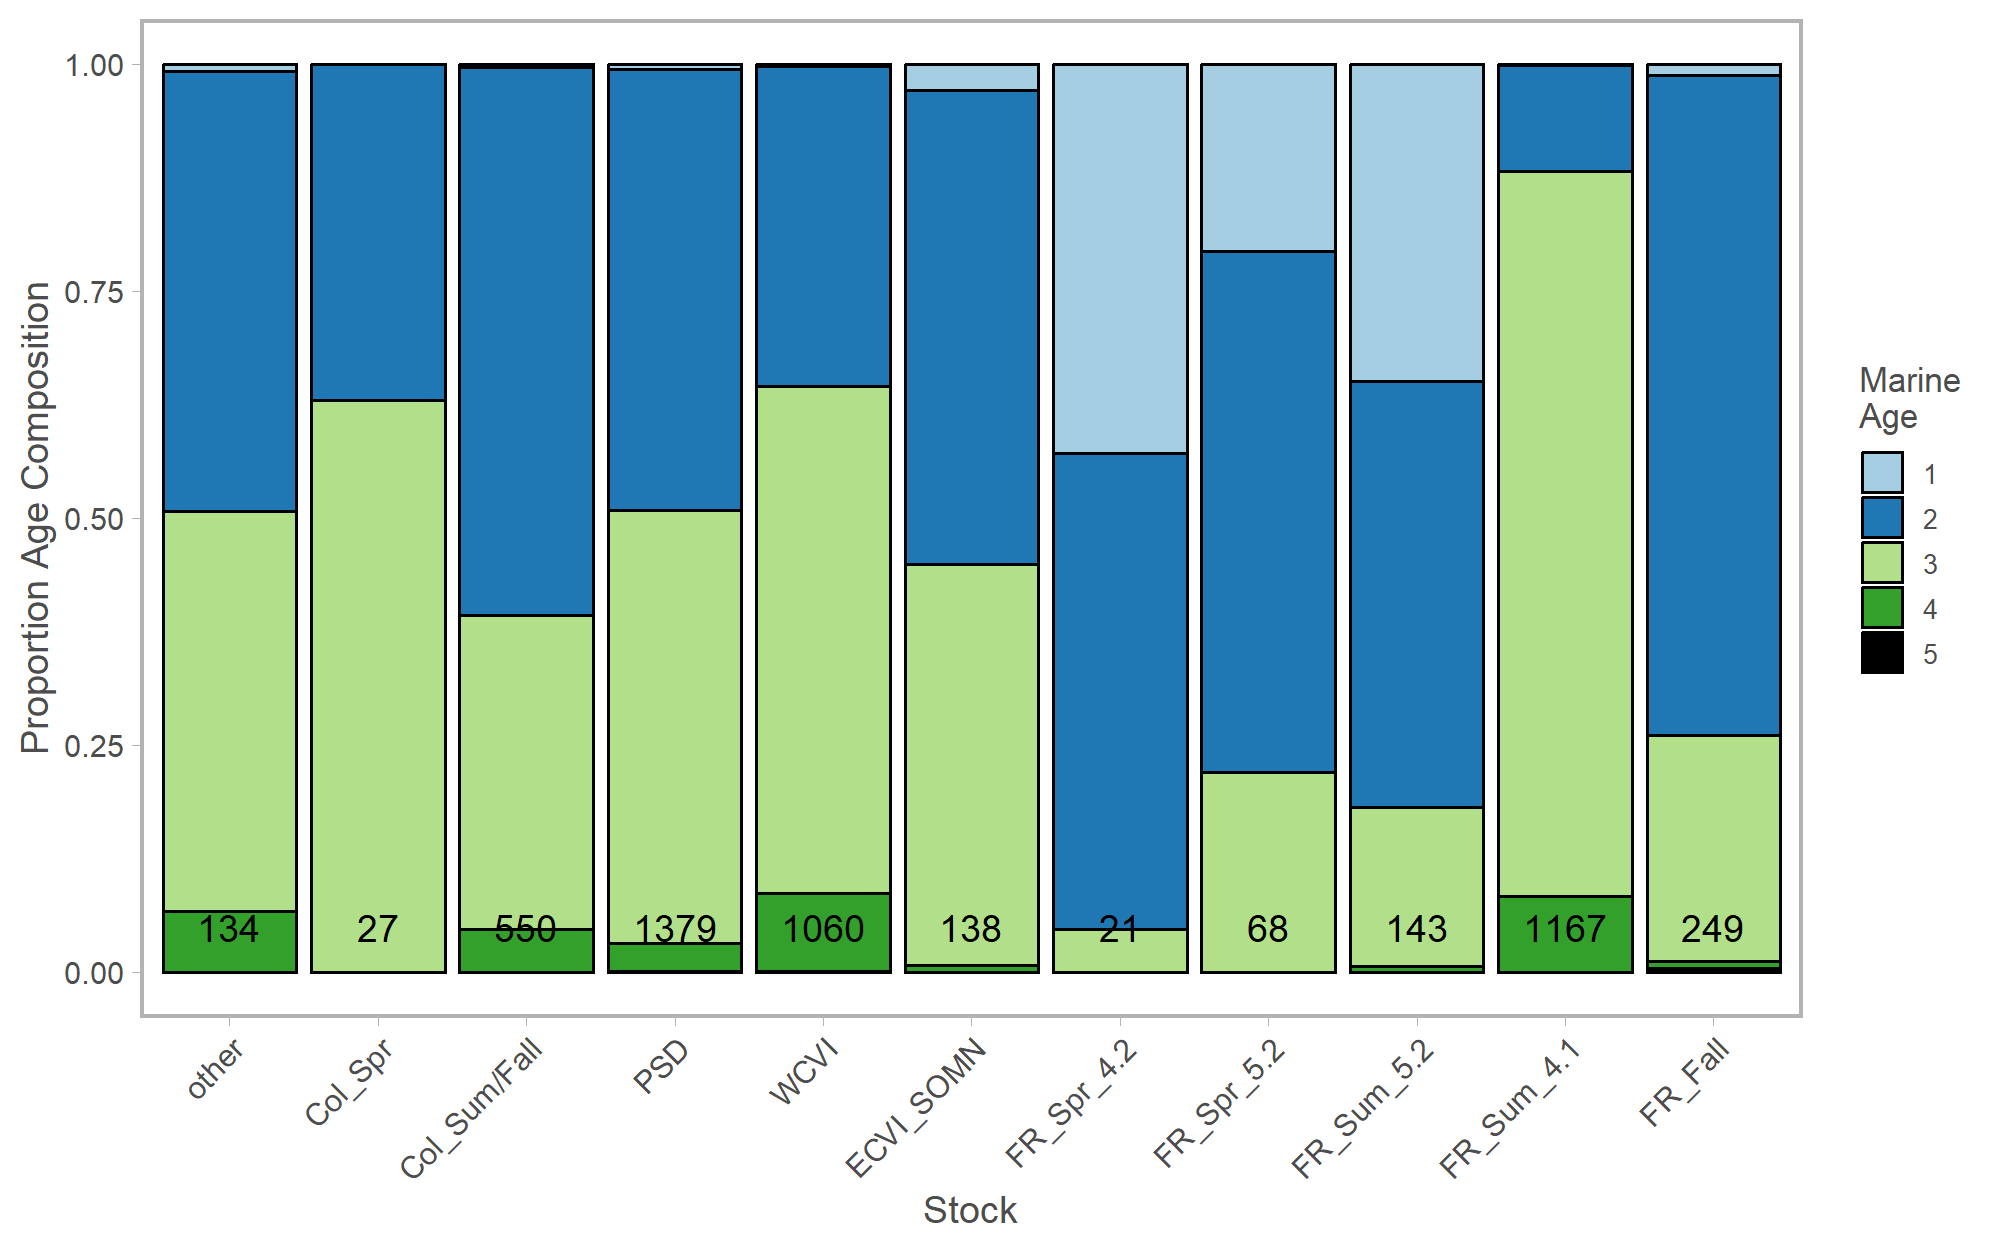 Proportion Age Composition
1.00
0.75
0.50
0.25
0.00
134 27 550 1379 1060 138 21 68 143 1167 249
other Col_Spr Col_Sum/Fall PSD WCVI ECVI_SOMN FR_Spr_4.2 FR_Spr_5.2 FR_Sum_5.2 FR_Sum_4.1 FR_Fall
Stock
Marine
Age
1
2
3
4
5